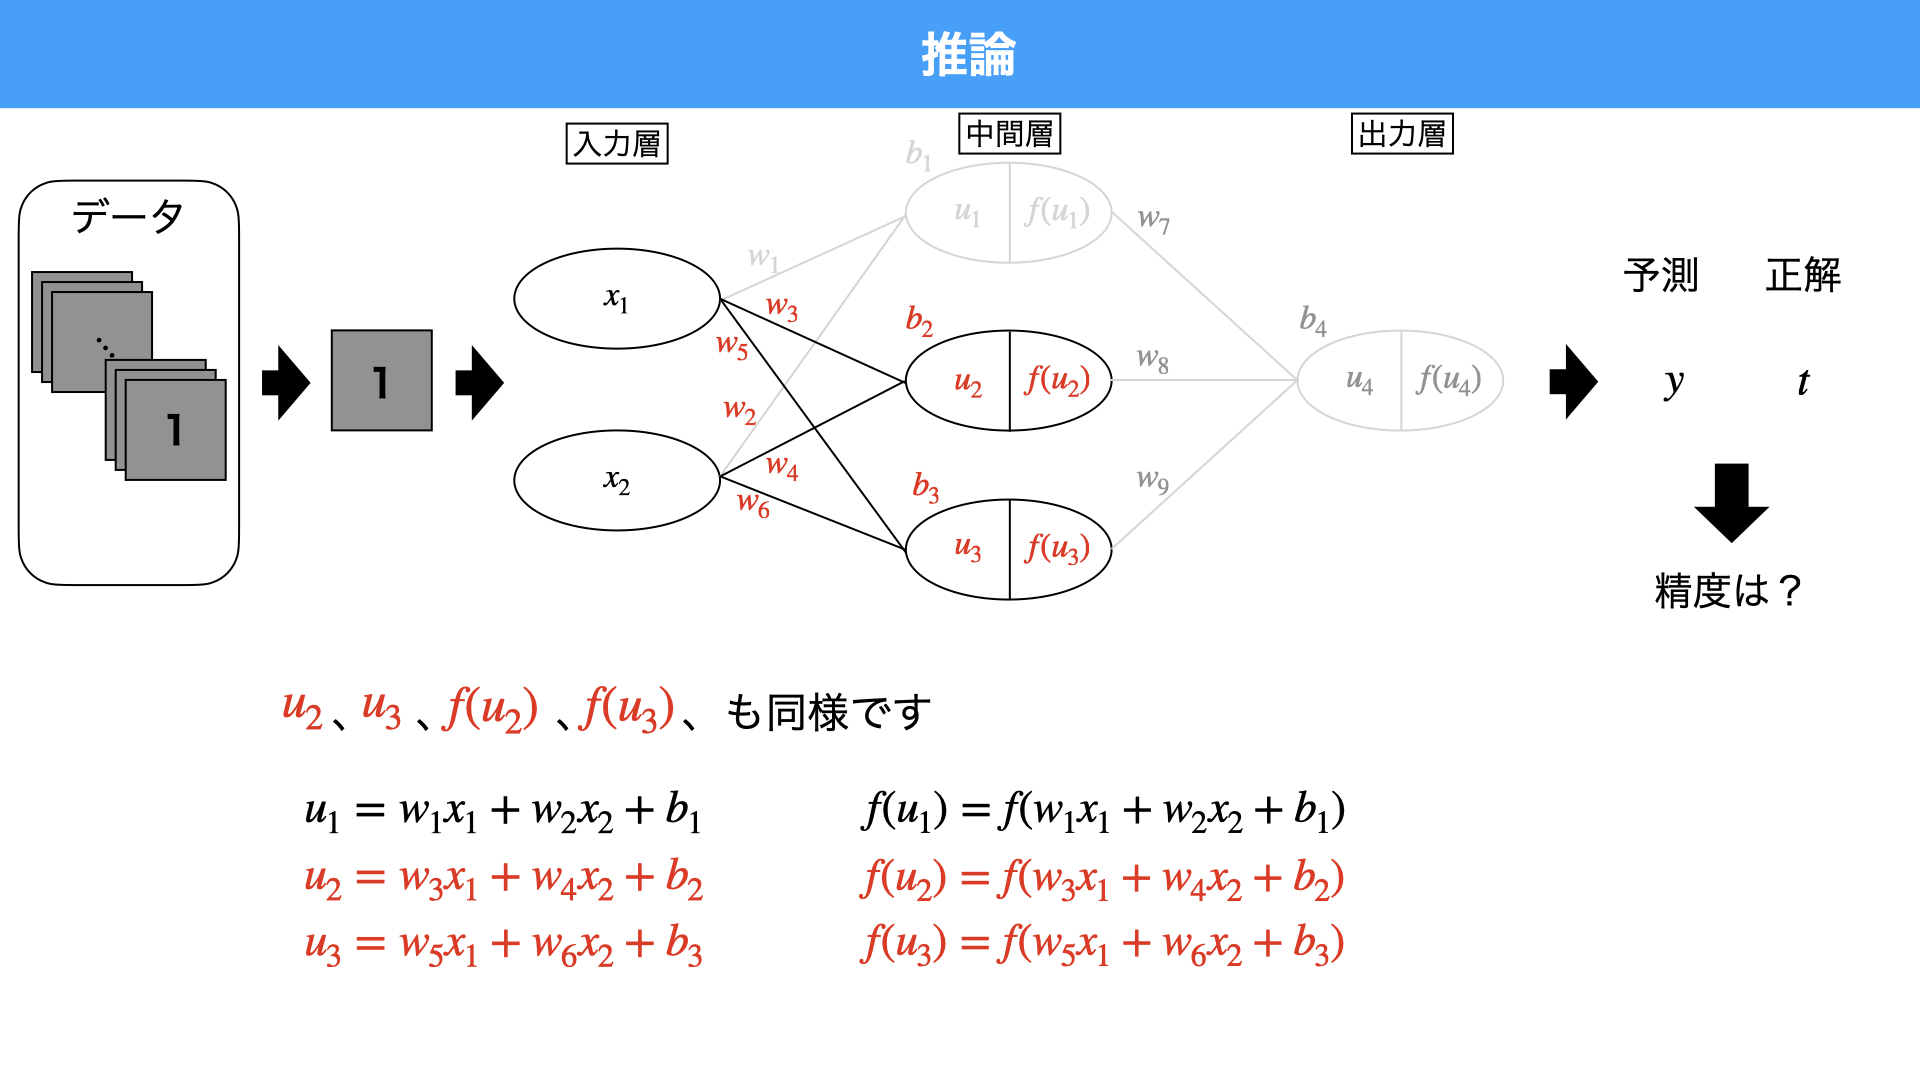 推論
入力層
中間層
出力層
データ
1
1
x₁
x₂
w₁
w₃
w₅
w₂
w₄
w₆
b₁
u₁ f(u₁)
b₂
u₂ f(u₂)
b₃
u₃ f(u₃)
w₇
w₈
w₉
b₄
u₄ f(u₄)
予測 正解
y t
精度は？
u₂、u₃、f(u₂)、f(u₃)、も同様です
u₁ = w₁x₁ + w₂x₂ + b₁
f(u₁) = f(w₁x₁ + w₂x₂ + b₁)
u₂ = w₃x₁ + w₄x₂ + b₂
f(u₂) = f(w₃x₁ + w₄x₂ + b₂)
u₃ = w₅x₁ + w₆x₂ + b₃
f(u₃) = f(w₅x₁ + w₆x₂ + b₃)